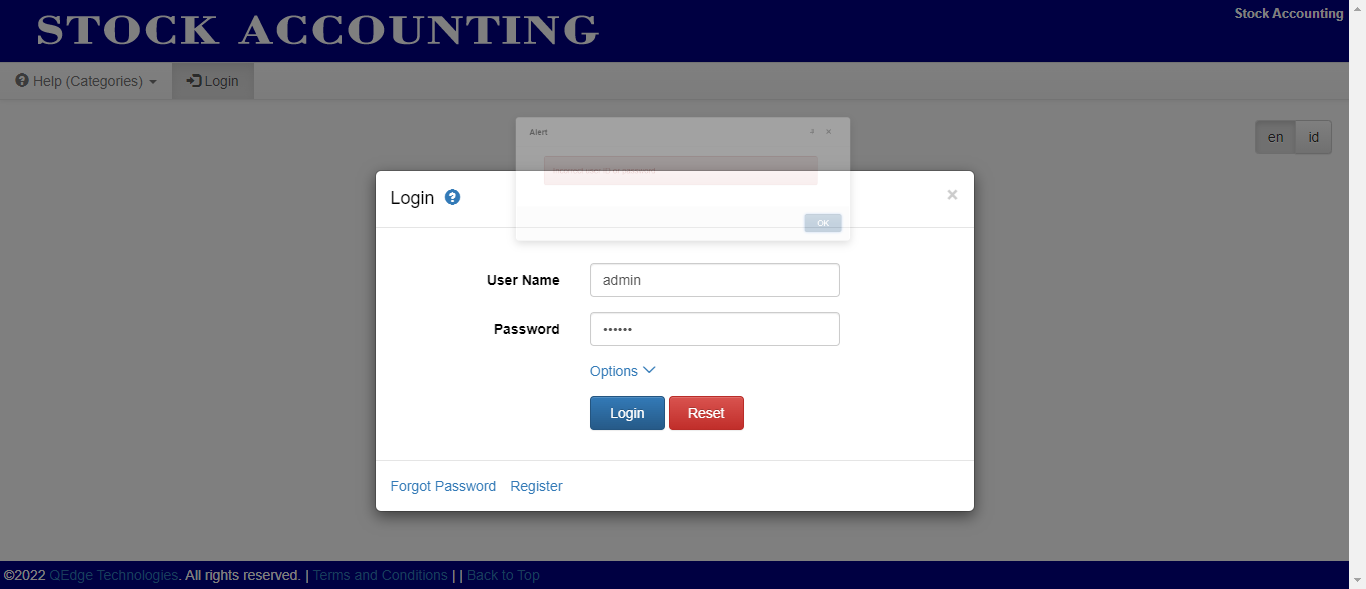 STOCK ACCOUNTING
Stock Accounting
Help (Categories)
Login
en
id
Alert
Incorrect user ID or password
OK
Login
User Name
admin
Password
••••••
Options
Login
Reset
Forgot Password
Register
©2022 QEdge Technologies. All rights reserved. | Terms and Conditions | | Back to Top